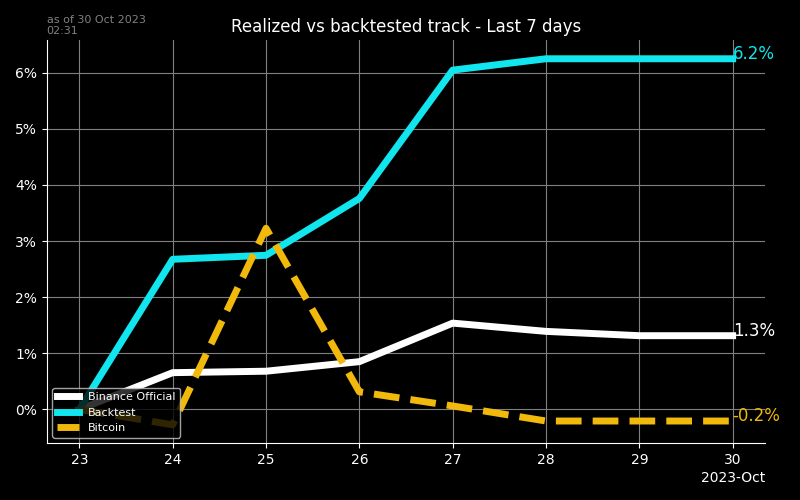 as of 30 Oct 2023
02:31
Realized vs backtested track - Last 7 days
6.2%
6%
5%
4%
3%
2%
1.3%
1%
0%
-0.2%
Binance Official
Backtest
Bitcoin
23 24 25 26 27 28 29 30
2023-Oct